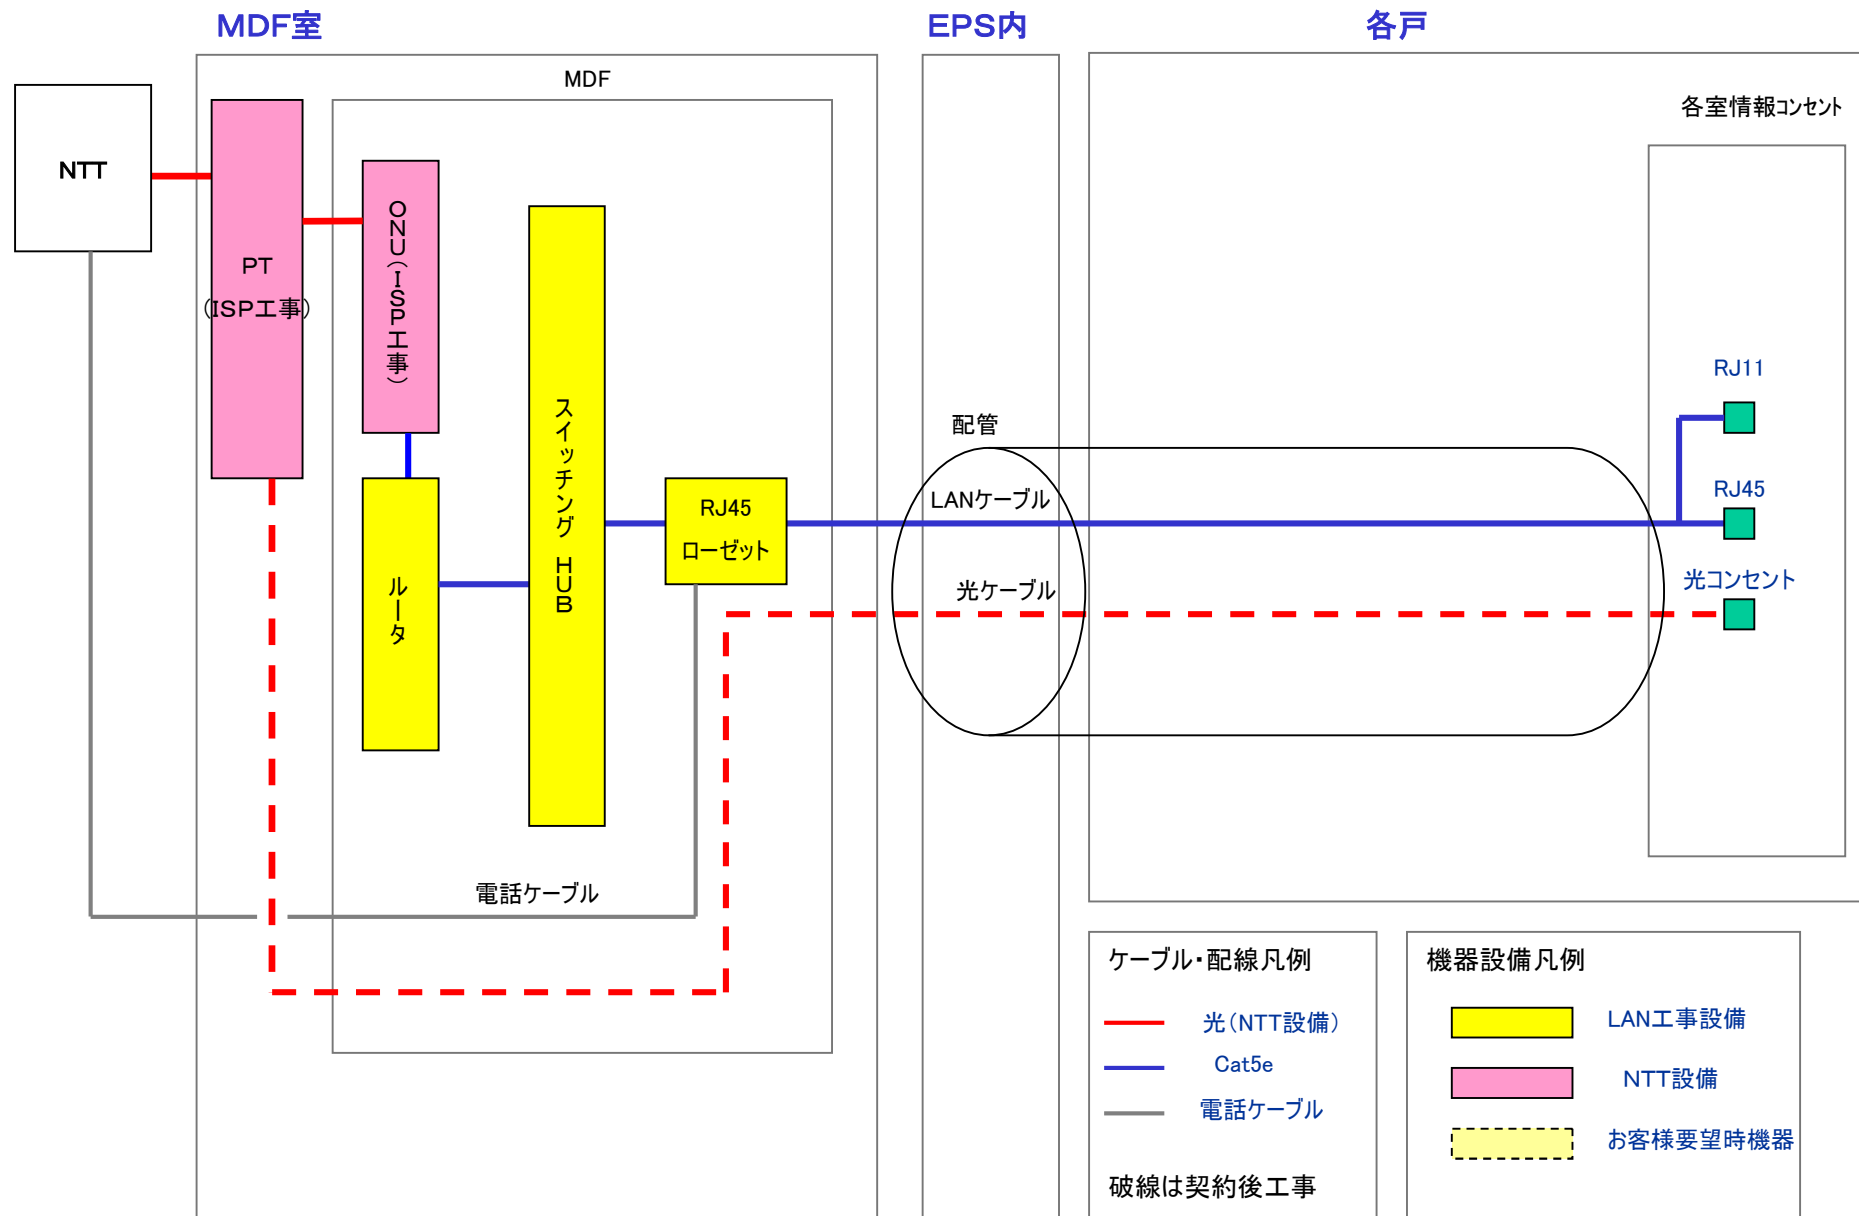 MDF室
EPS内
各戸
MDF
各室情報コンセント
NTT
PT
(ISP工事)
ONU(ISP工事)
スイッチング HUB
ルータ
RJ45
ローゼット
配管
LANケーブル
光ケーブル
RJ11
RJ45
光コンセント
電話ケーブル
ケーブル・配線凡例
光(NTT設備)
Cat5e
電話ケーブル
破線は契約後工事
機器設備凡例
LAN工事設備
NTT設備
お客様要望時機器